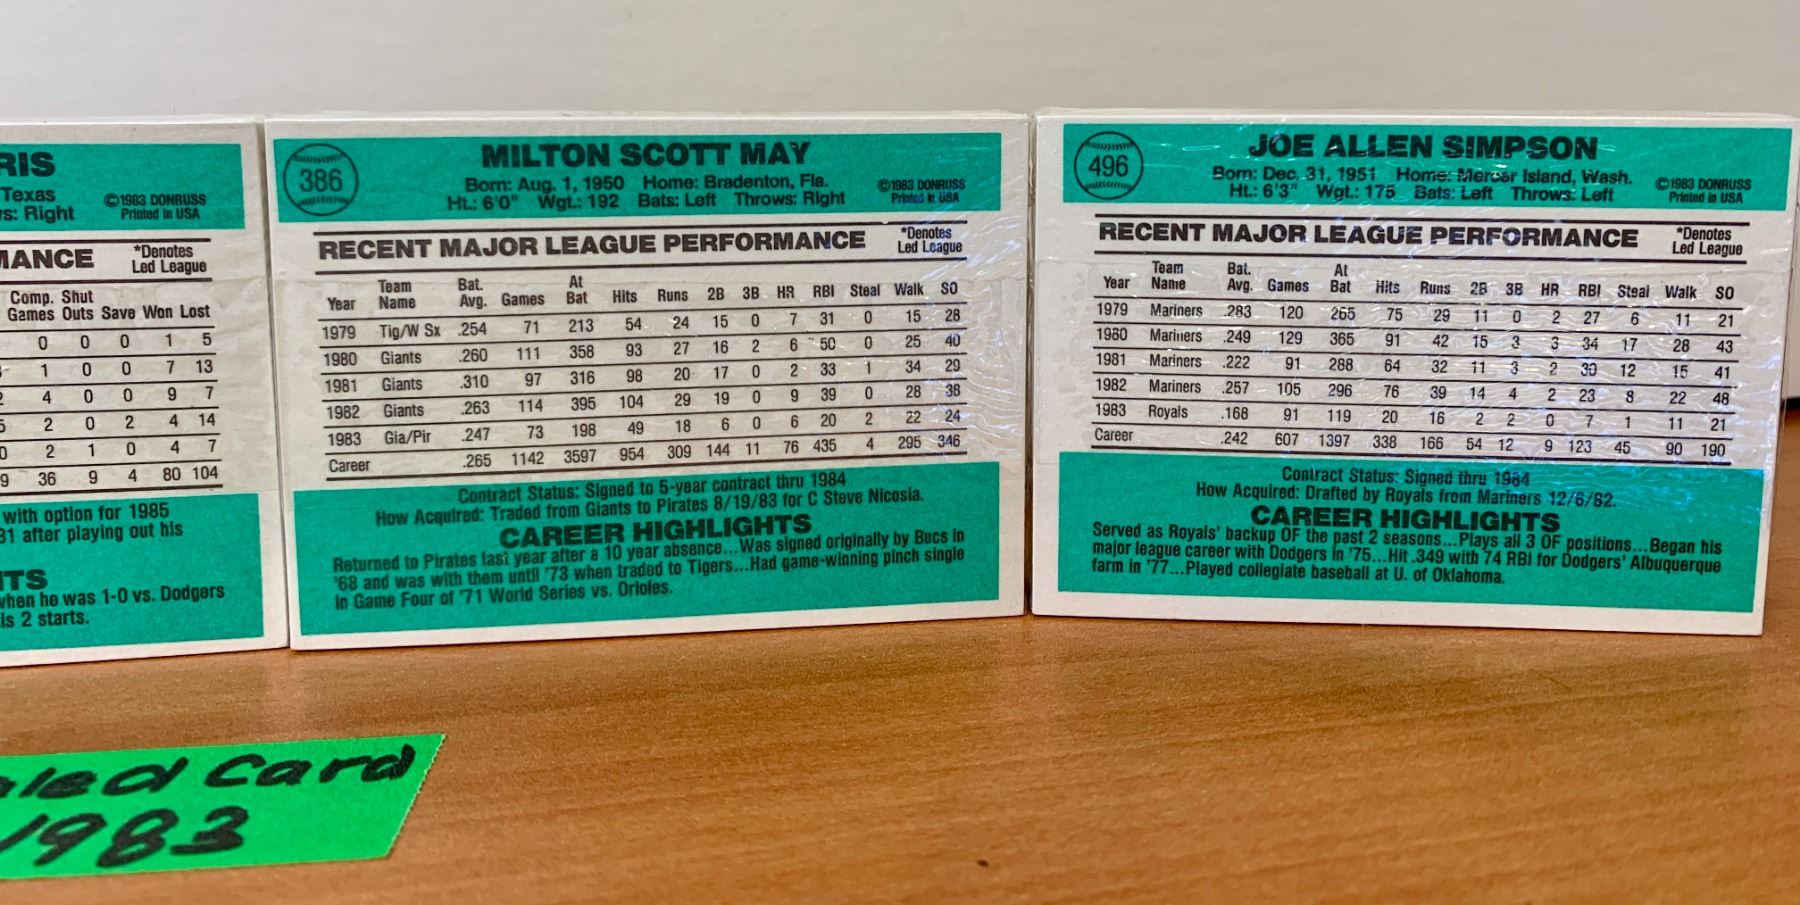 RIS
Texas
rs: Right
©1983 DONRUSS
Printed in USA
MANCE
*Denotes
Led League
Comp. Shut
Games Outs Save Won Lost
0 0 0 1 5
1 0 0 7 13
4 0 0 9 7
2 0 2 4 14
2 1 0 4 7
9 36 9 4 80 104
with option for 1985
31 after playing out his
TS
when he was 1-0 vs. Dodgers
is 2 starts.
386
MILTON SCOTT MAY
Born: Aug. 1, 1950 Home: Bradenton, Fla.
Ht.: 6'0" Wgt.: 192 Bats: Left Throws: Right
©1983 DONRUSS
Printed in USA
RECENT MAJOR LEAGUE PERFORMANCE
*Denotes
Led League
Year Team Name Bat. Avg. Games At Bat Hits Runs 2B 3B HR RBI Steal Walk SO
1979 Tig/W Sx .254 71 213 54 24 15 0 7 31 0 15 28
1980 Giants .260 111 358 93 27 16 2 6 50 0 25 40
1981 Giants .310 97 316 98 20 17 0 2 33 1 34 29
1982 Giants .263 114 395 104 29 19 0 9 39 0 28 38
1983 Gia/Pir .247 73 198 49 18 6 0 6 20 2 22 24
Career .265 1142 3597 954 309 144 11 76 435 4 295 346
Contract Status: Signed to 5-year contract thru 1984
How Acquired: Traded from Giants to Pirates 8/19/83 for C Steve Nicosia.
CAREER HIGHLIGHTS
Returned to Pirates last year after a 10 year absence...Was signed originally by Bucs in
'68 and was with them until '73 when traded to Tigers...Had game-winning pinch single
in Game Four of '71 World Series vs. Orioles.
496
JOE ALLEN SIMPSON
Born: Dec. 31, 1951 Home: Mercer Island, Wash.
Ht.: 6'3" Wgt.: 175 Bats: Left Throws: Left
©1983 DONRUSS
Printed in USA
RECENT MAJOR LEAGUE PERFORMANCE
*Denotes
Led League
Year Team Name Bat. Avg. Games At Bat Hits Runs 2B 3B HR RBI Steal Walk SO
1979 Mariners .283 120 265 75 29 11 0 2 27 6 11 21
1980 Mariners .249 129 365 91 42 15 3 3 34 17 28 43
1981 Mariners .222 91 288 64 32 11 3 2 30 12 15 41
1982 Mariners .257 105 296 76 39 14 4 2 23 8 22 48
1983 Royals .168 91 119 20 16 2 2 0 7 1 11 21
Career .242 607 1397 338 166 54 12 9 123 45 90 190
Contract Status: Signed thru 1984
How Acquired: Drafted by Royals from Mariners 12/6/82.
CAREER HIGHLIGHTS
Served as Royals' backup OF the past 2 seasons...Plays all 3 OF positions...Began his
major league career with Dodgers in '75...Hit .349 with 74 RBI for Dodgers' Albuquerque
farm in '77...Played collegiate baseball at U. of Oklahoma.
aled Card
1983